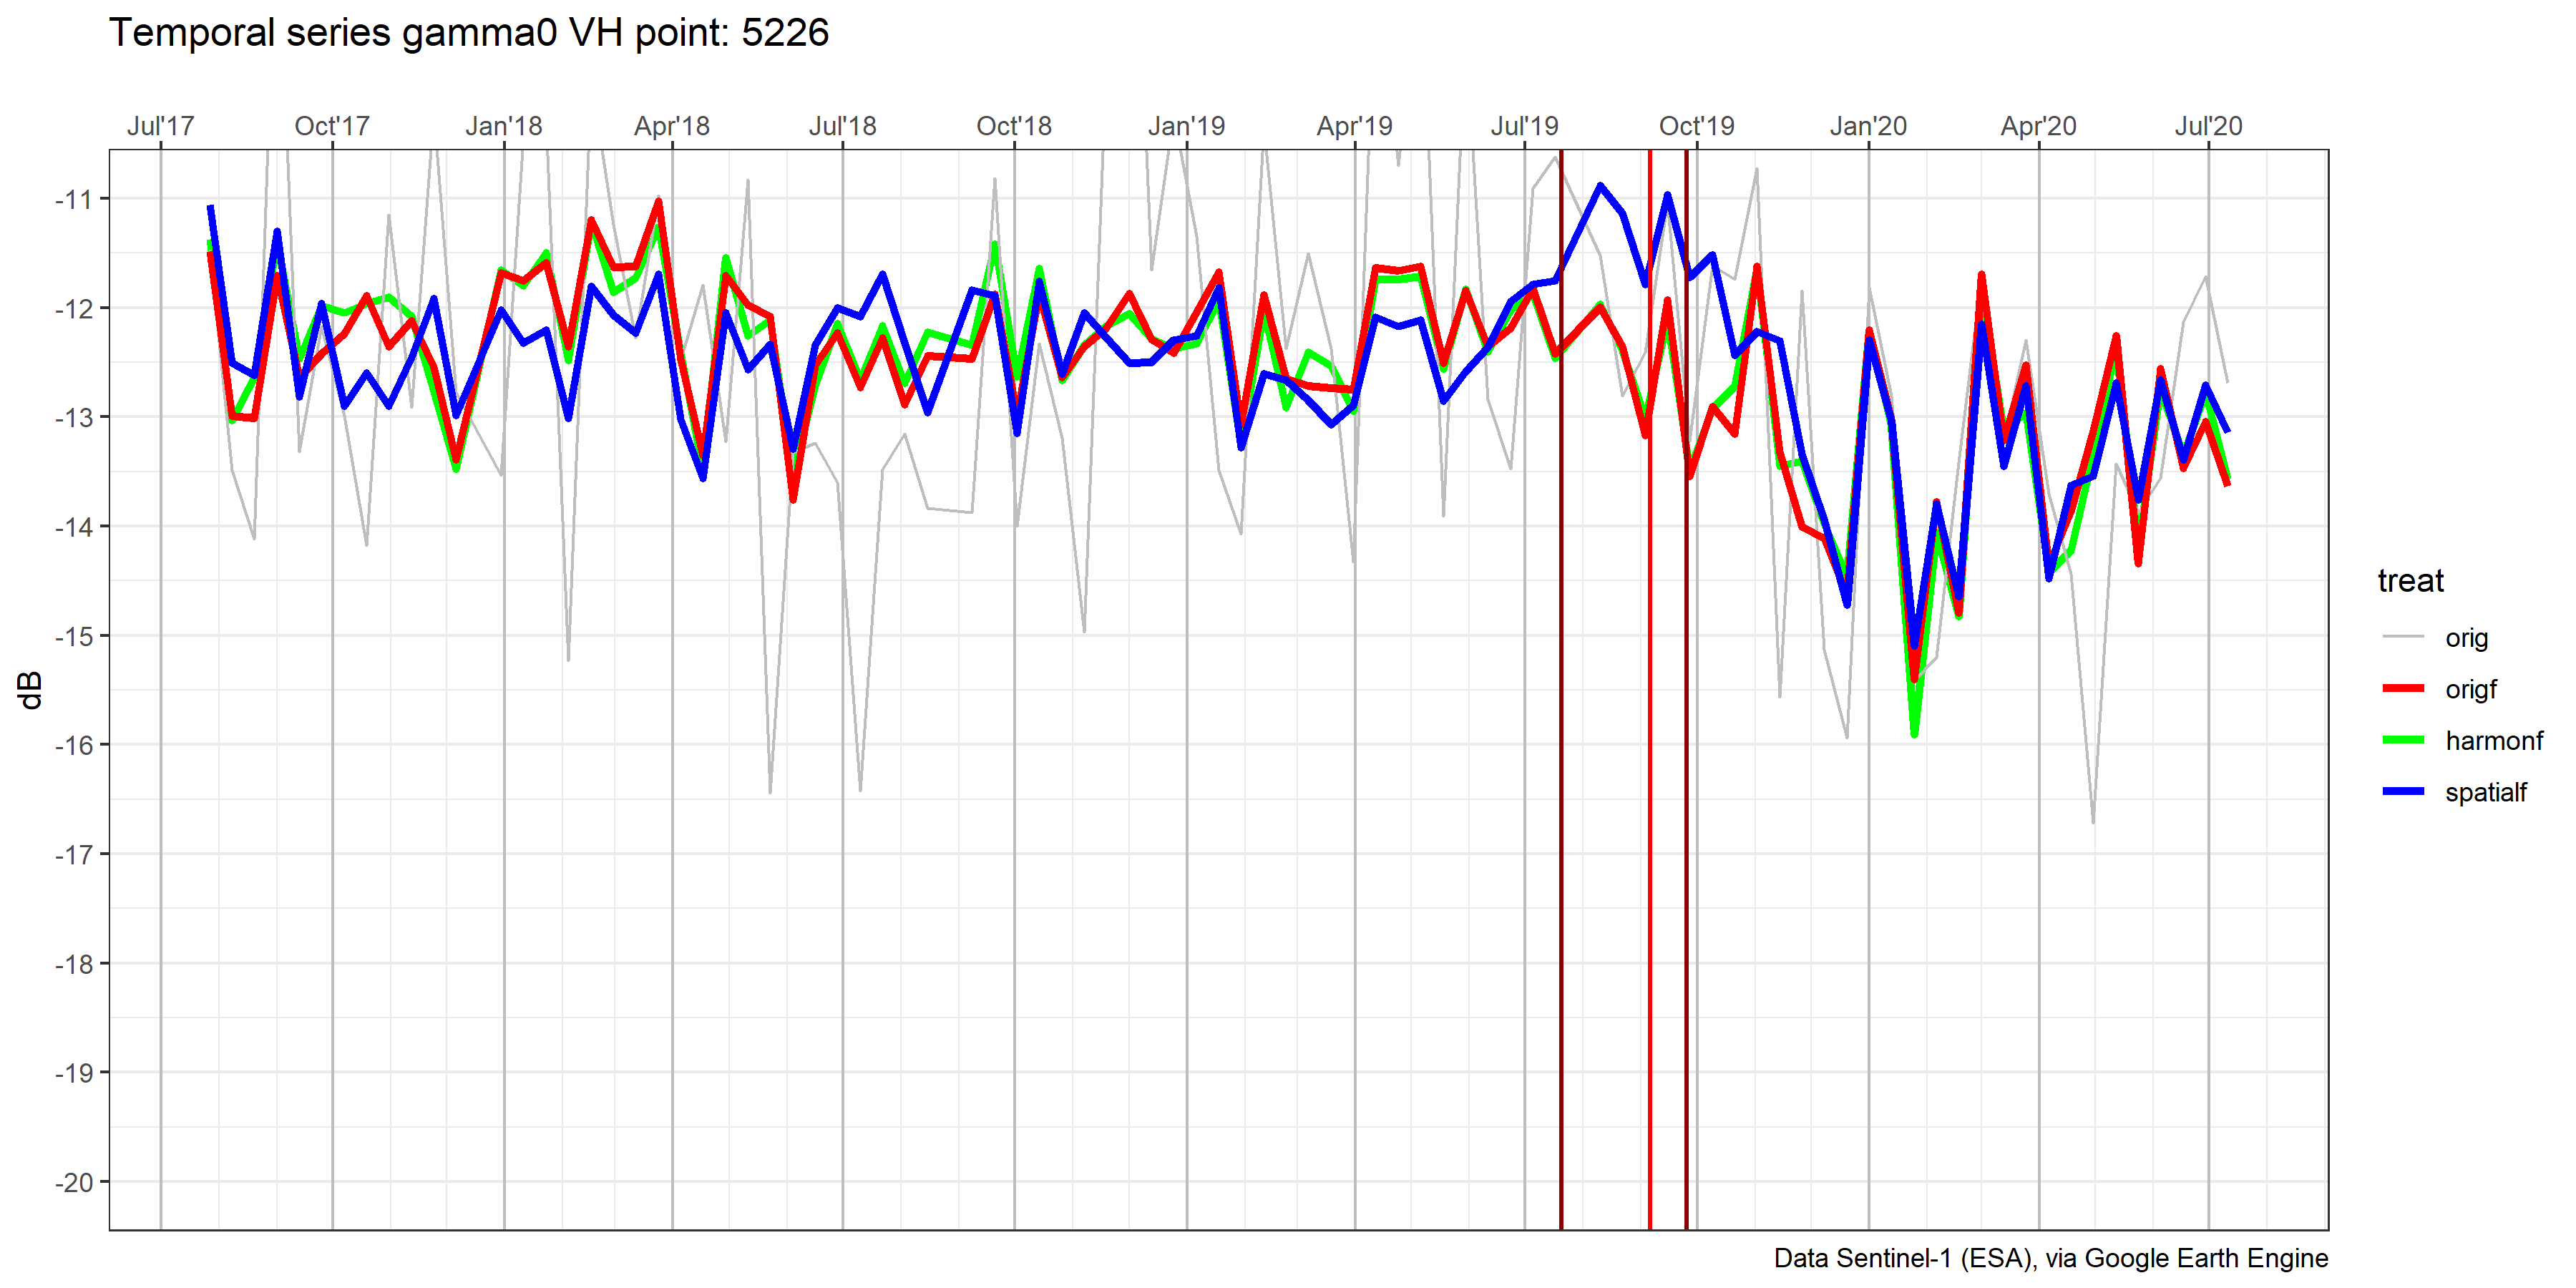 Temporal series gamma0 VH point: 5226
Jul'17 Oct'17 Jan'18 Apr'18 Jul'18 Oct'18 Jan'19 Apr'19 Jul'19 Oct'19 Jan'20 Apr'20 Jul'20
-11
-12
-13
-14
-15
-16
-17
-18
-19
-20
dB
treat
orig
origf
harmonf
spatialf
Data Sentinel-1 (ESA), via Google Earth Engine